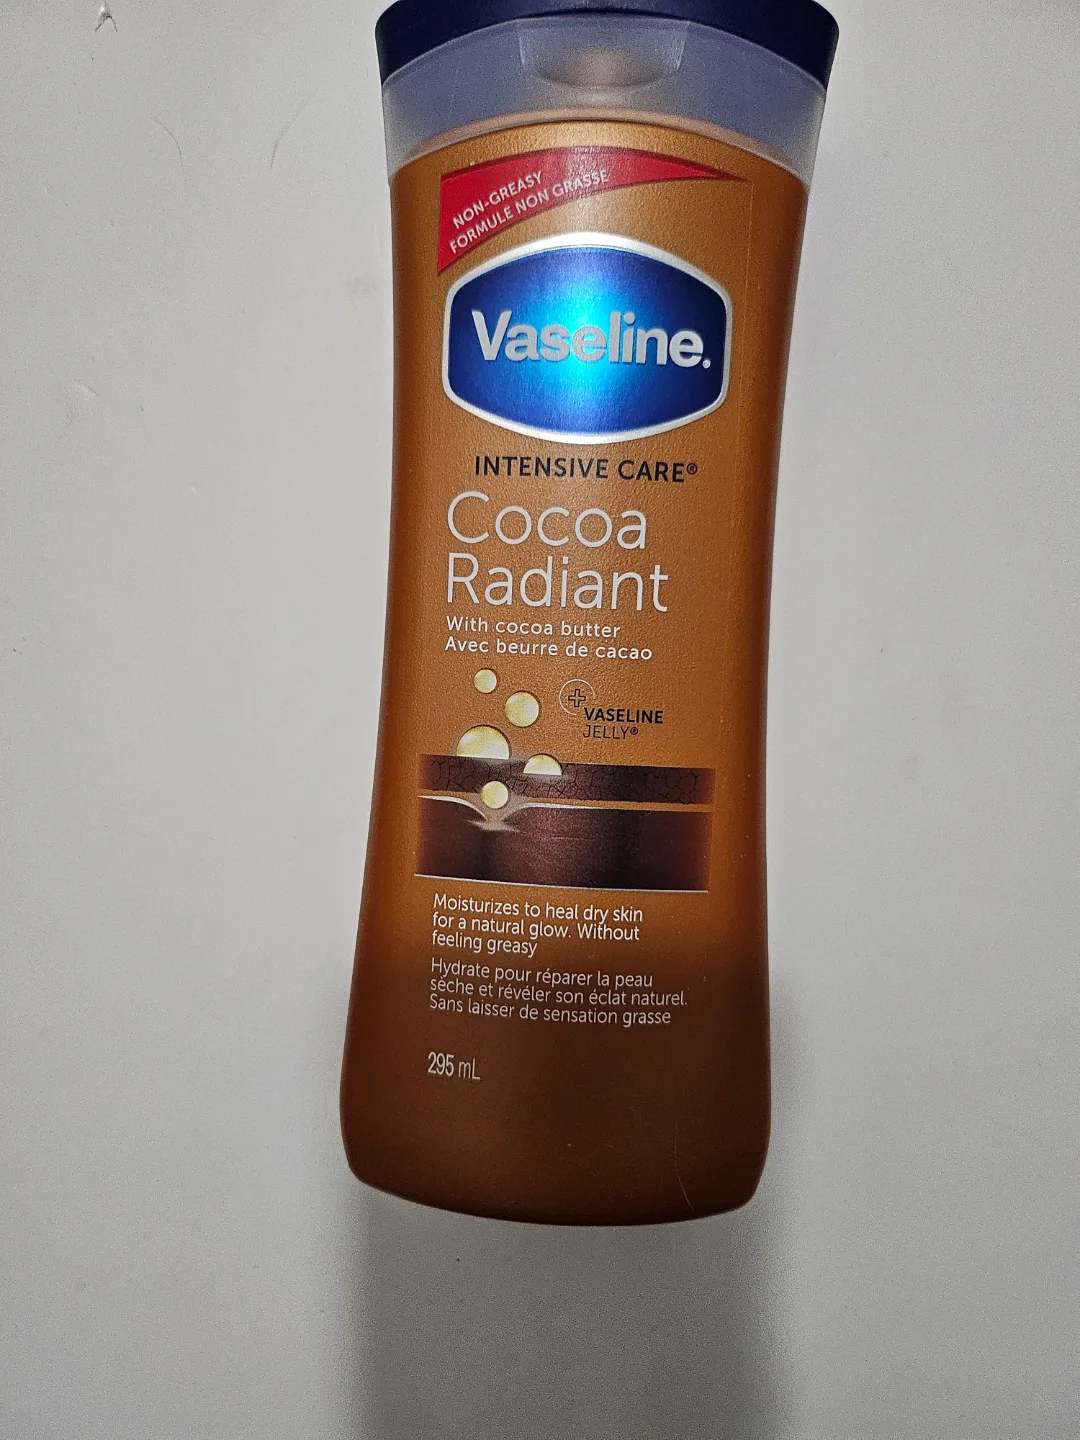 NON-GREASY
FORMULE NON GRASSE
Vaseline.
INTENSIVE CARE®
Cocoa
Radiant
With cocoa butter
Avec beurre de cacao
VASELINE
JELLY®
Moisturizes to heal dry skin
for a natural glow. Without
feeling greasy
Hydrate pour réparer la peau
sèche et révéler son éclat naturel.
Sans laisser de sensation grasse
295 mL